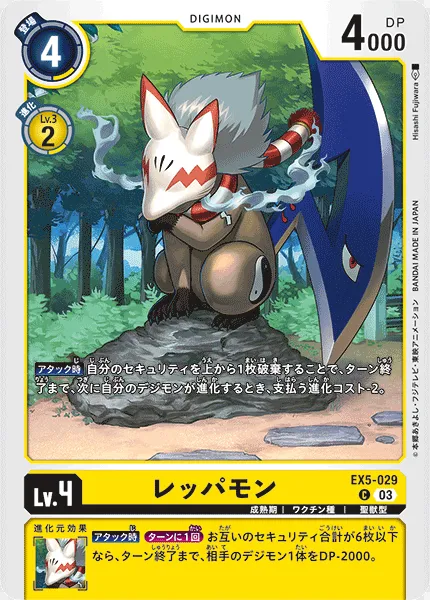 DIGIMON
登場
4
DP
4000
進化
Lv.3
2
Hisashi Fujiwara
BANDAI MADE IN JAPAN
© 本郷あきよし・フジテレビ・東映アニメーション
アタック時 自分のセキュリティを上から1枚破棄することで、ターン終
了まで、次に自分のデジモンが進化するとき、支払う進化コスト-2。
EX5-029
Lv.4
レッパモン
C 03
成熟期 | ワクチン種 | 聖獣型
進化元効果
アタック時 ターンに1回 お互いのセキュリティ合計が6枚以下
なら、ターン終了まで、相手のデジモン1体をDP-2000。